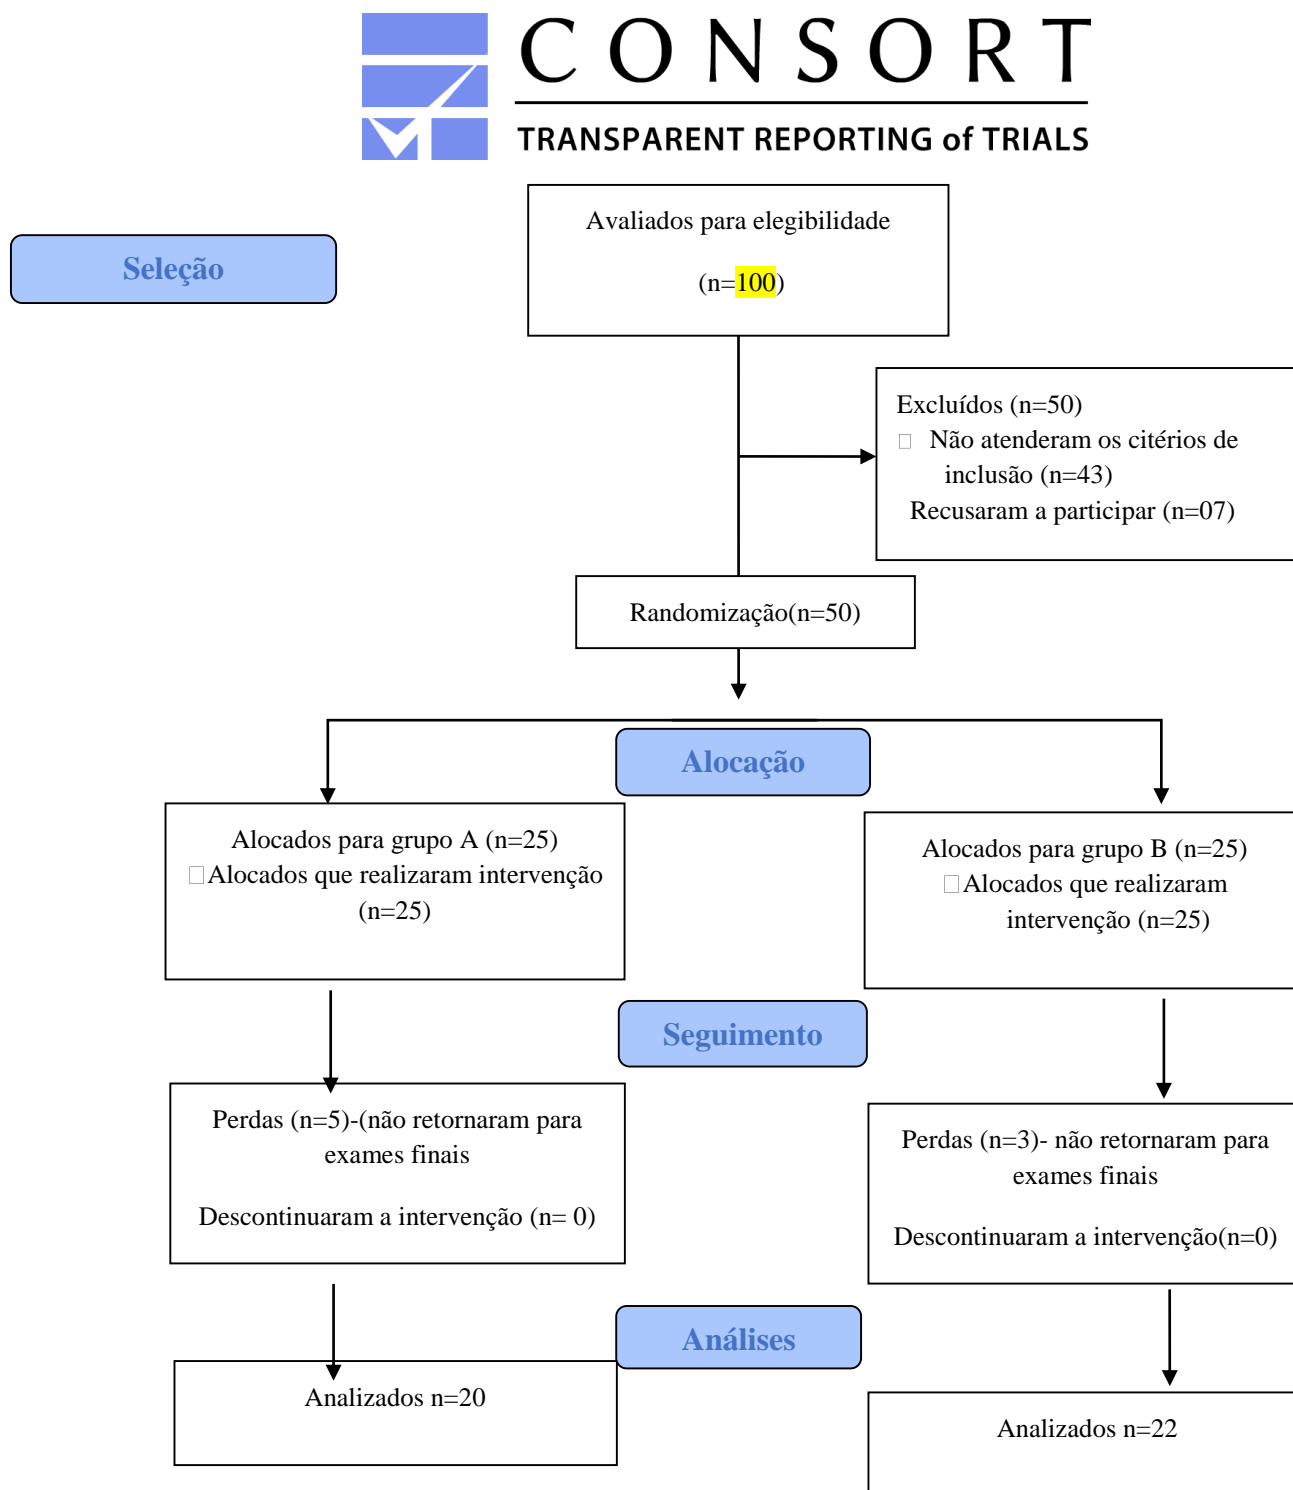 CONSORT
TRANSPARENT REPORTING of TRIALS
Avaliados para elegibilidade
(n=100)
Seleção
Excluídos (n=50)
Não atenderam os citérios de
inclusão (n=43)
Recusaram a participar (n=07)
Randomização(n=50)
Alocação
Alocados para grupo A (n=25)
Alocados que realizaram intervenção
(n=25)
Alocados para grupo B (n=25)
Alocados que realizaram
intervenção (n=25)
Seguimento
Perdas (n=5)-(não retornaram para
exames finais
Descontinuaram a intervenção (n= 0)
Perdas (n=3)- não retornaram para
exames finais
Descontinuaram a intervenção(n=0)
Análises
Analizados n=20
Analizados n=22